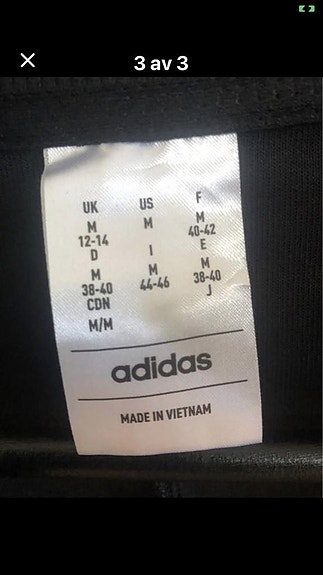 3 av 3
UK US F
M M M
12-14 40-42
D I E
M M M
38-40 44-46 38-40
CDN J
M/M
adidas
MADE IN VIETNAM